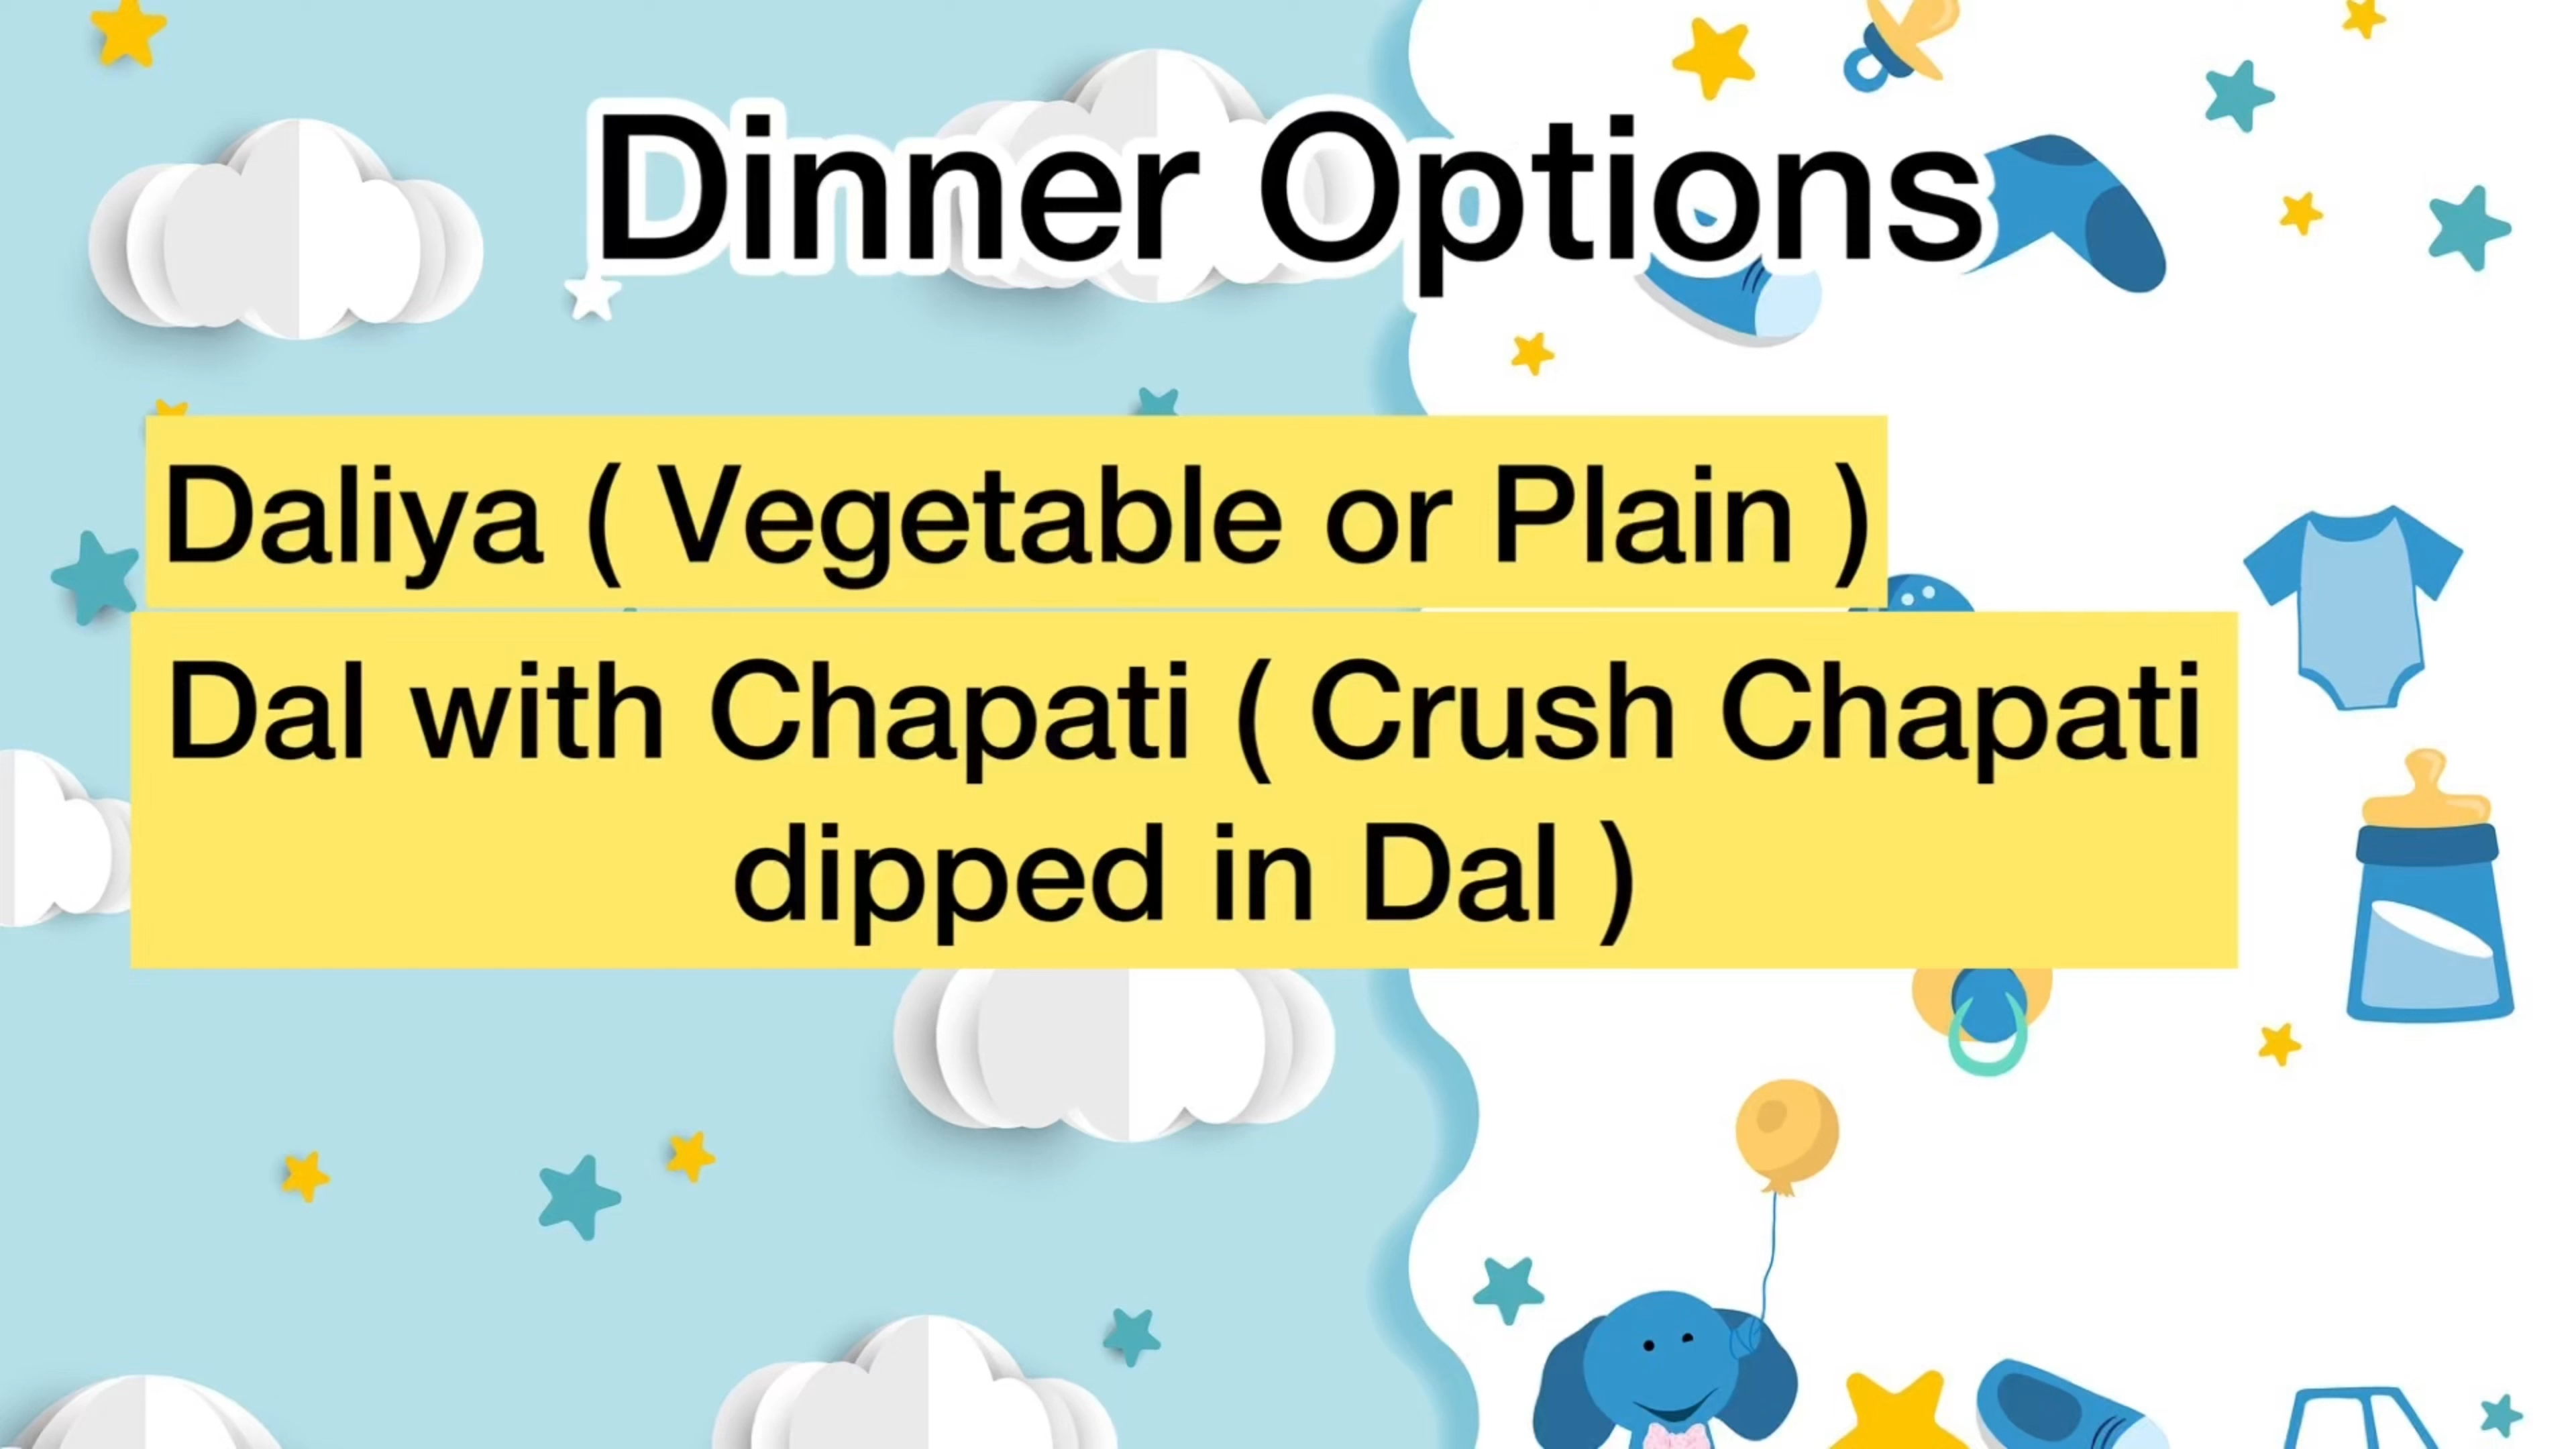 Dinner Options
Daliya ( Vegetable or Plain )
Dal with Chapati ( Crush Chapati
dipped in Dal )